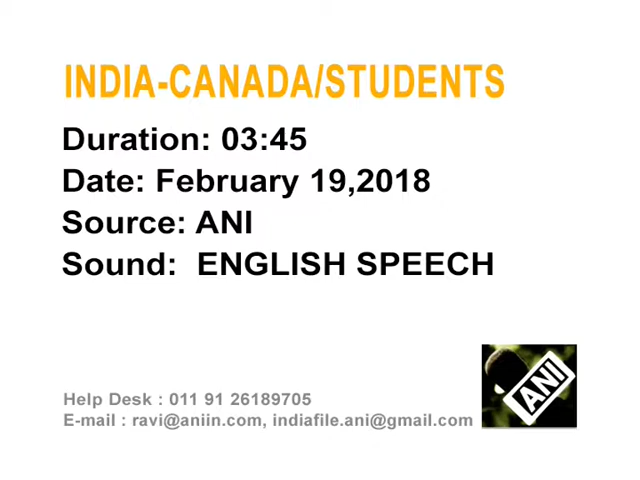 INDIA-CANADA/STUDENTS
Duration: 03:45
Date: February 19,2018
Source: ANI
Sound:  ENGLISH SPEECH
Help Desk : 011 91 26189705
E-mail : ravi@aniin.com, indiafile.ani@gmail.com
ANI